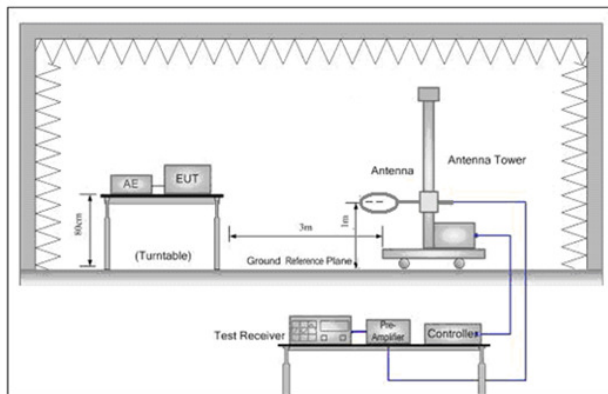 Antenna Tower
Antenna
AE
EUT
80cm
1m
3m
(Turntable)
Ground Reference Plane
Test Receiver
Pre-
Amplifier
Controller